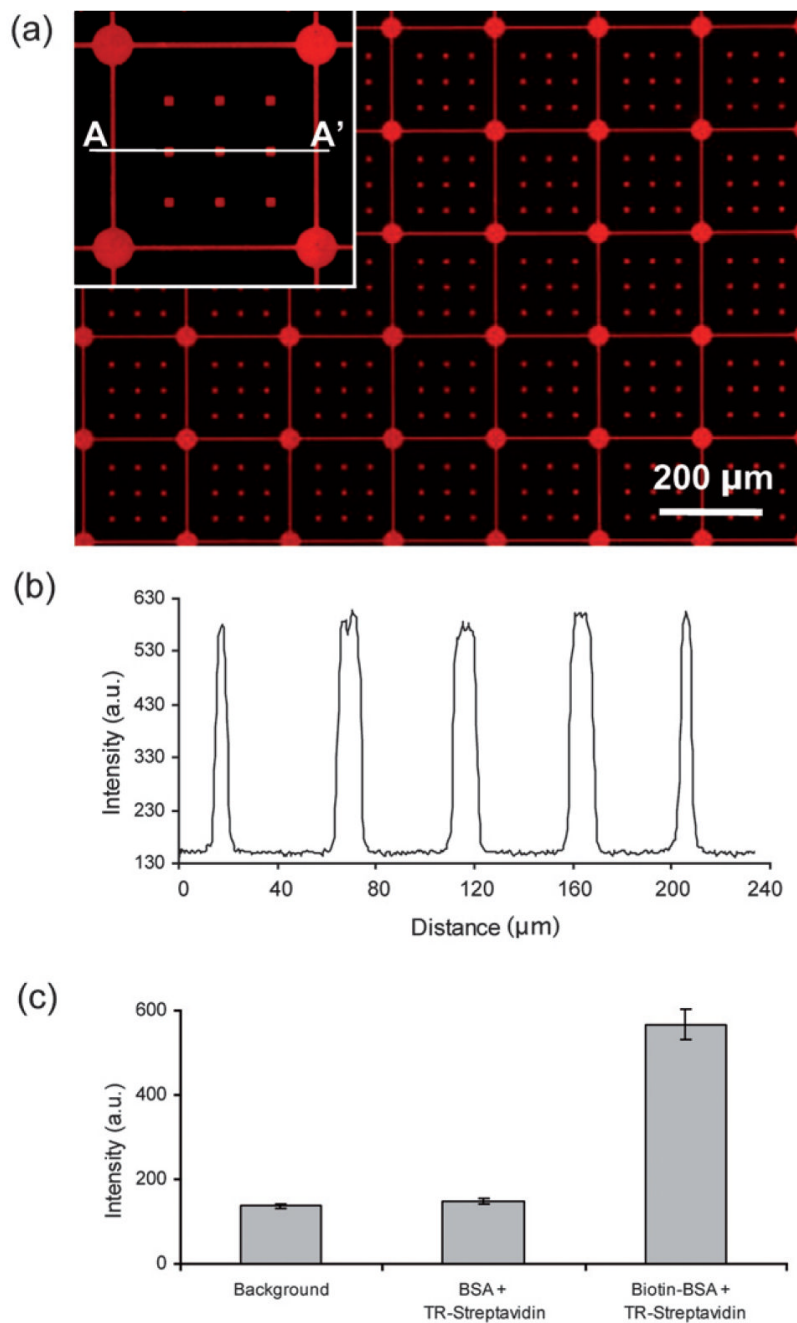 (a)
A A’
200 µm
(b)
630
530
430
330
230
130
Intensity (a.u.)
0 40 80 120 160 200 240
Distance (µm)
(c)
600
400
200
0
Intensity (a.u.)
Background
BSA +
TR-Streptavidin
Biotin-BSA +
TR-Streptavidin